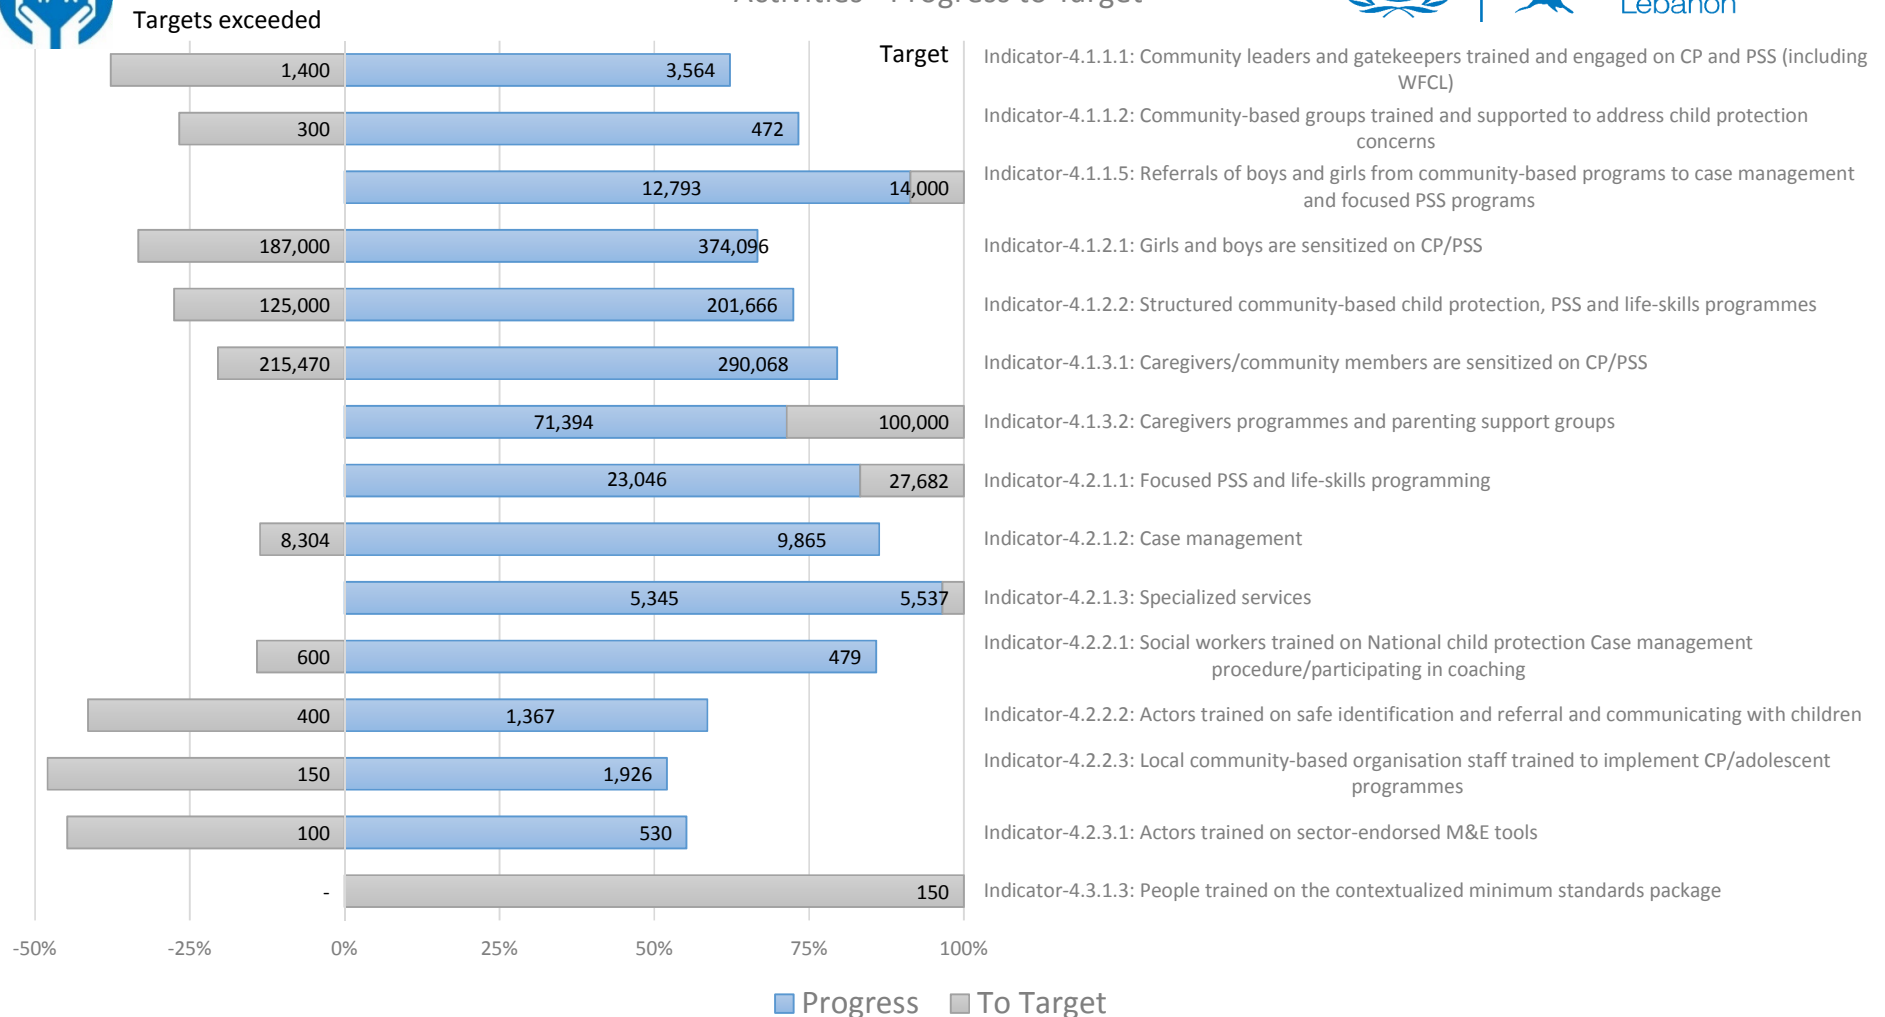 Activities - Progress to Target
Lebanon
Targets exceeded
Target
1,400 3,564 Indicator-4.1.1.1: Community leaders and gatekeepers trained and engaged on CP and PSS (including
WFCL)
300 472 Indicator-4.1.1.2: Community-based groups trained and supported to address child protection
concerns
12,793 14,000 Indicator-4.1.1.5: Referrals of boys and girls from community-based programs to case management
and focused PSS programs
187,000 374,096 Indicator-4.1.2.1: Girls and boys are sensitized on CP/PSS
125,000 201,666 Indicator-4.1.2.2: Structured community-based child protection, PSS and life-skills programmes
215,470 290,068 Indicator-4.1.3.1: Caregivers/community members are sensitized on CP/PSS
71,394 100,000 Indicator-4.1.3.2: Caregivers programmes and parenting support groups
23,046 27,682 Indicator-4.2.1.1: Focused PSS and life-skills programming
8,304 9,865 Indicator-4.2.1.2: Case management
5,345 5,537 Indicator-4.2.1.3: Specialized services
600 479 Indicator-4.2.2.1: Social workers trained on National child protection Case management
procedure/participating in coaching
400 1,367 Indicator-4.2.2.2: Actors trained on safe identification and referral and communicating with children
150 1,926 Indicator-4.2.2.3: Local community-based organisation staff trained to implement CP/adolescent
programmes
100 530 Indicator-4.2.3.1: Actors trained on sector-endorsed M&E tools
- 150 Indicator-4.3.1.3: People trained on the contextualized minimum standards package
-50% -25% 0% 25% 50% 75% 100%
Progress To Target